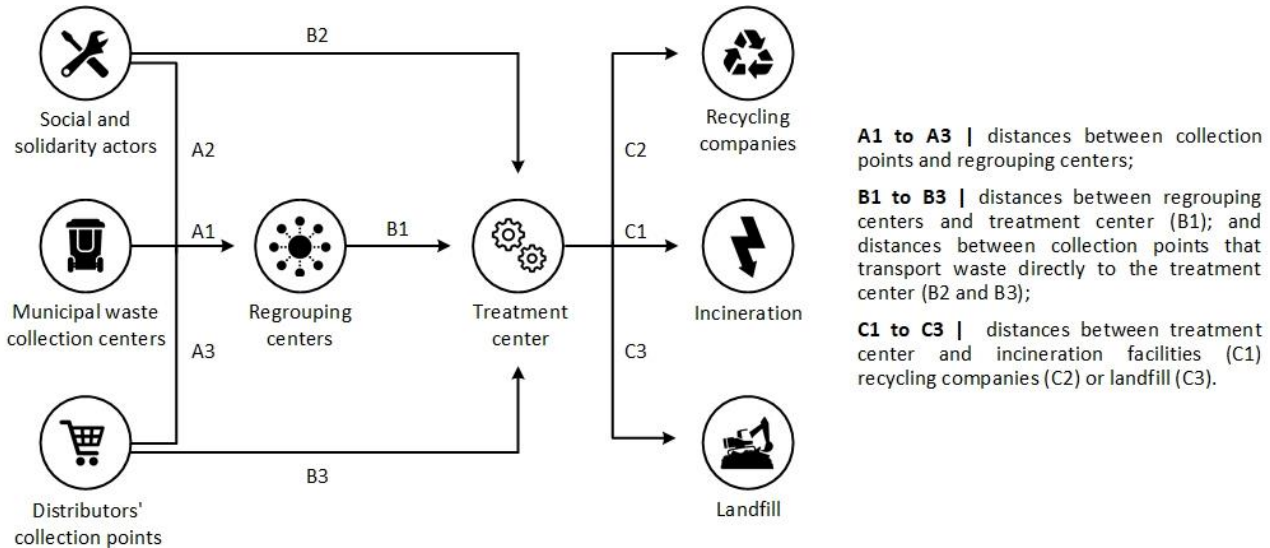 B2
Social and
solidarity actors
A2
Recycling
companies
C2
A1
B1
C1
Municipal waste
collection centers
Regrouping
centers
Treatment
center
Incineration
A3
C3
B3
Distributors'
collection points
Landfill
A1 to A3 | distances between collection
points and regrouping centers;
B1 to B3 | distances between regrouping
centers and treatment center (B1); and
distances between collection points that
transport waste directly to the treatment
center (B2 and B3);
C1 to C3 | distances between treatment
center and incineration facilities (C1)
recycling companies (C2) or landfill (C3).